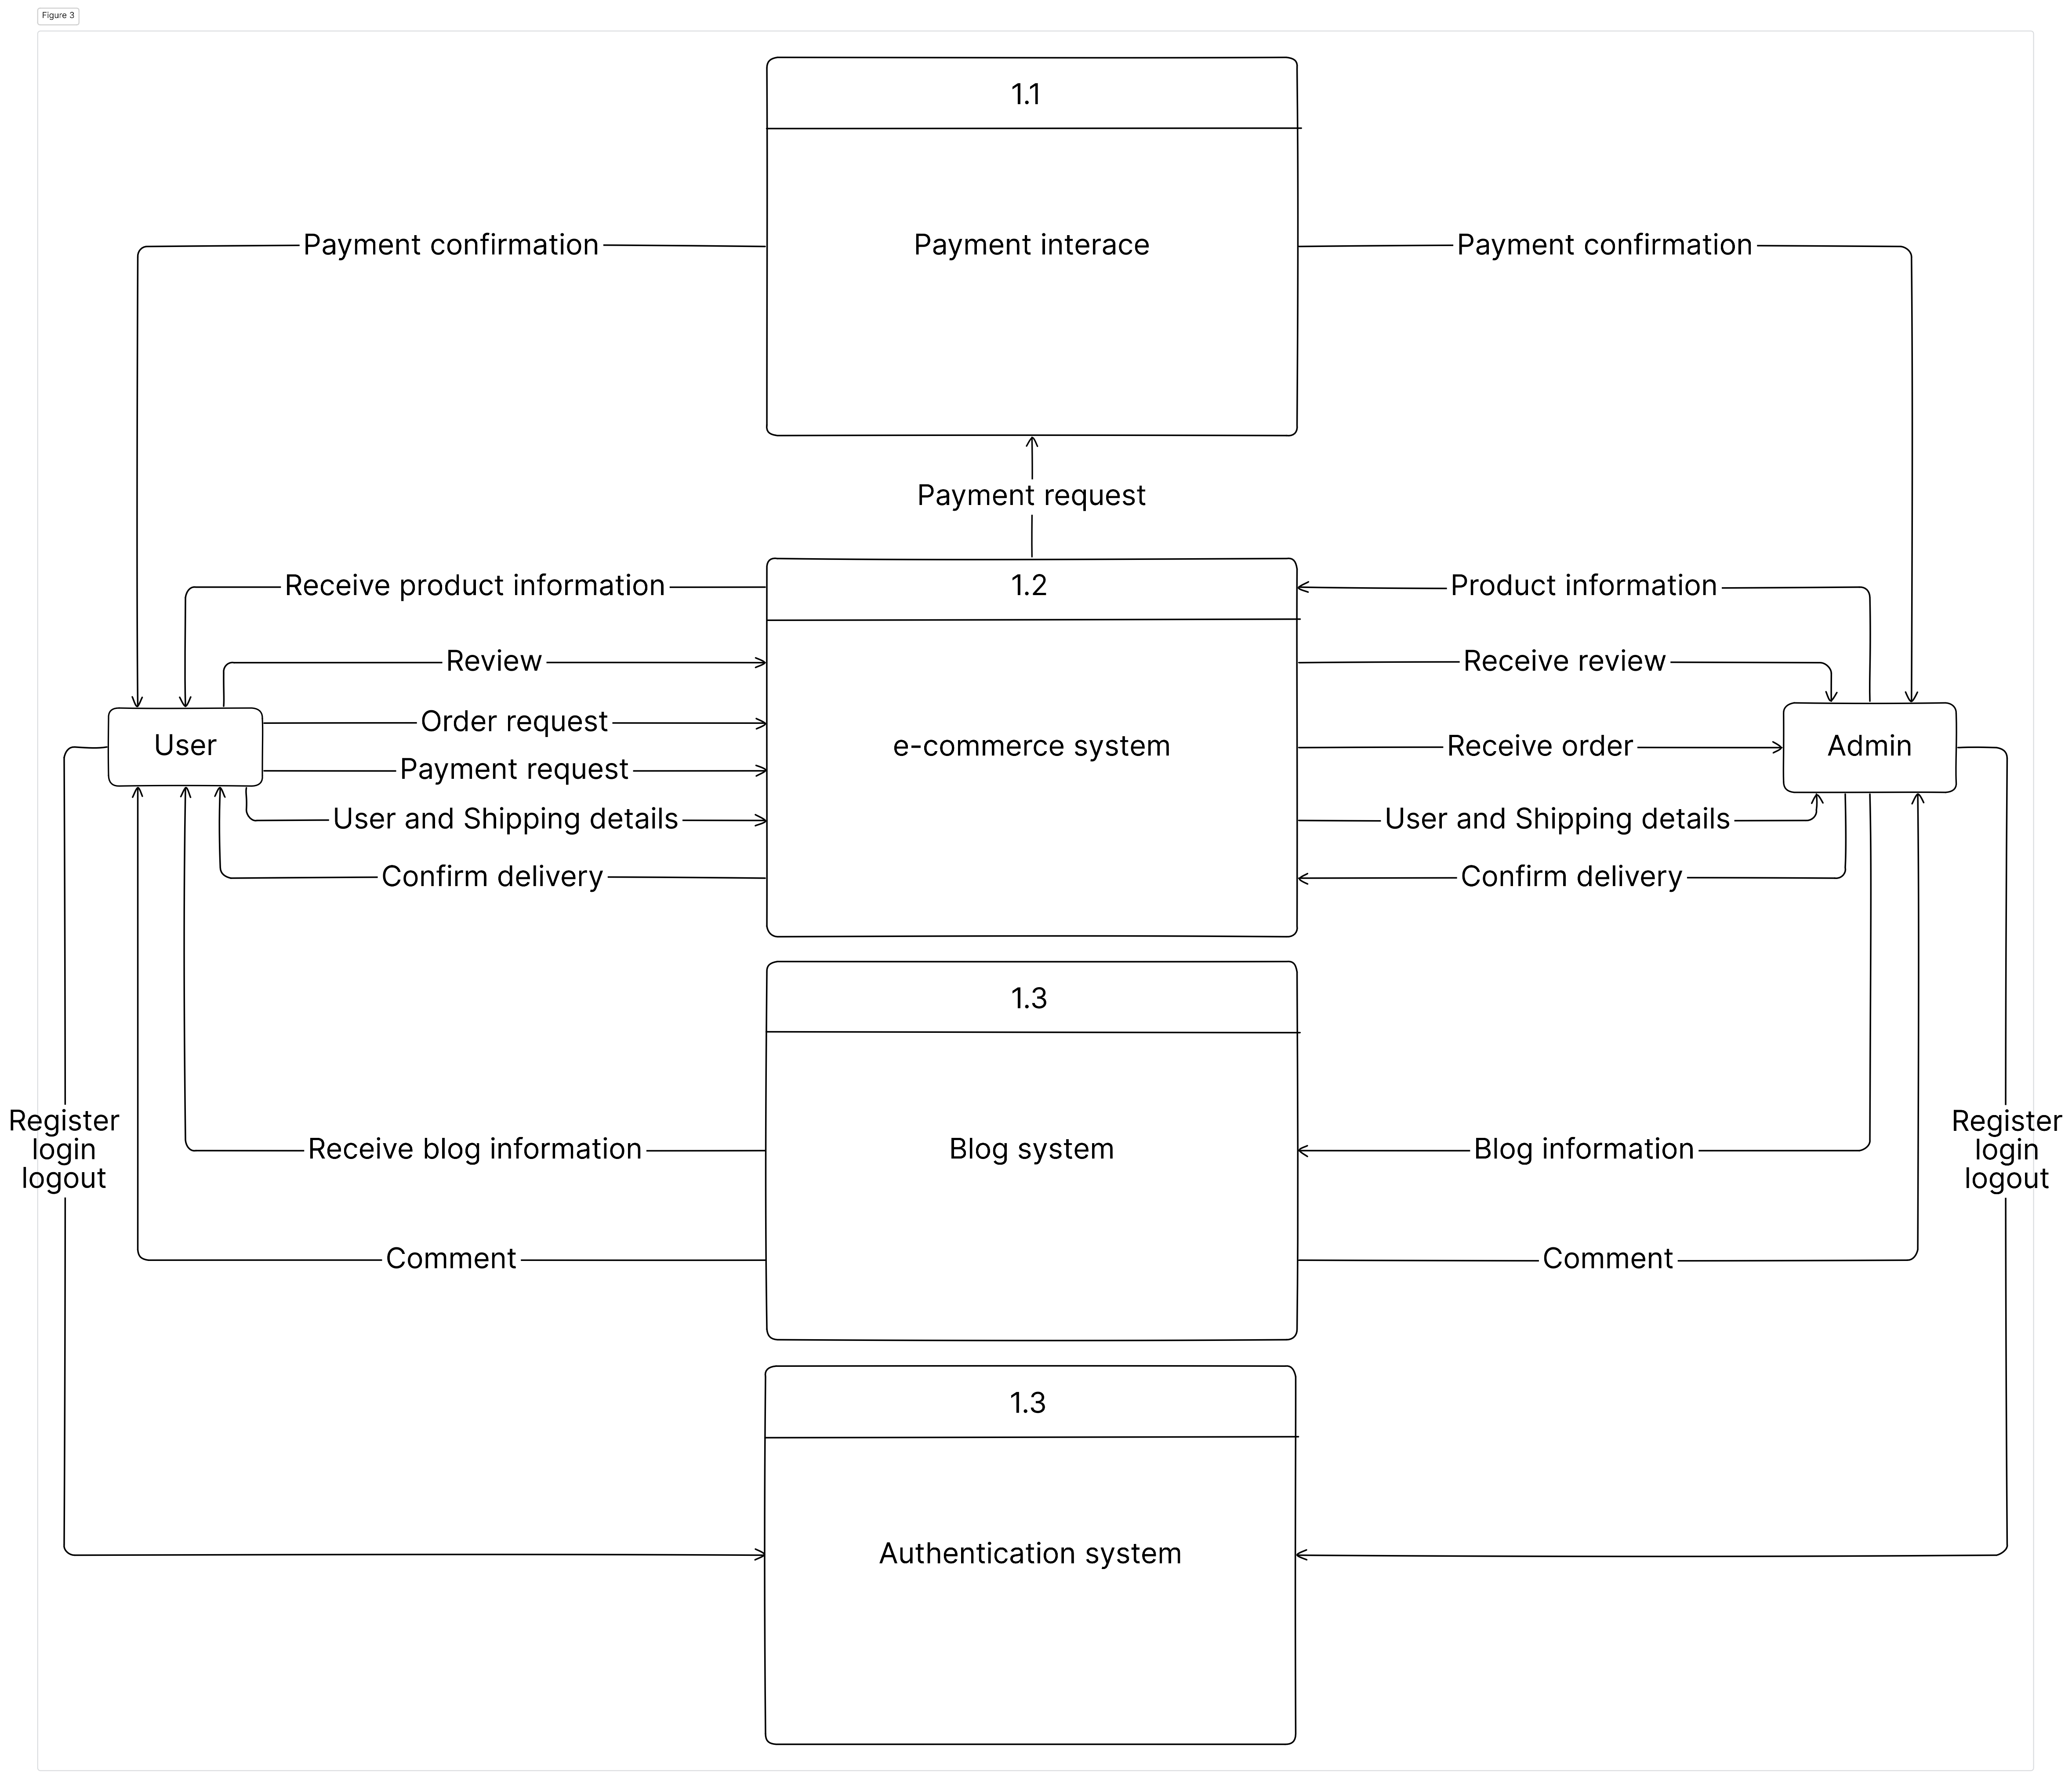 Figure 3
1.1
Payment confirmation
Payment interace
Payment confirmation
Payment request
Receive product information
1.2
Product information
Review
Receive review
Order request
User
e-commerce system
Receive order
Admin
Payment request
User and Shipping details
User and Shipping details
Confirm delivery
Confirm delivery
1.3
Register
login
logout
Receive blog information
Blog system
Blog information
Register
login
logout
Comment
Comment
1.3
Authentication system